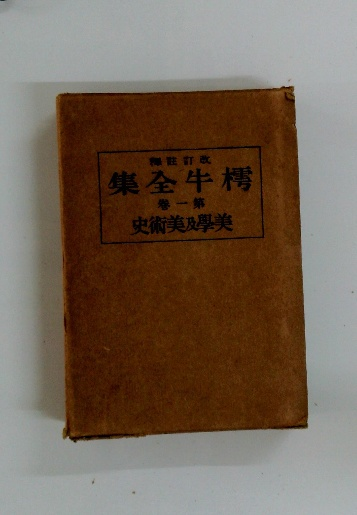 改訂註釋
樗牛全集
第一卷
美學及美術史